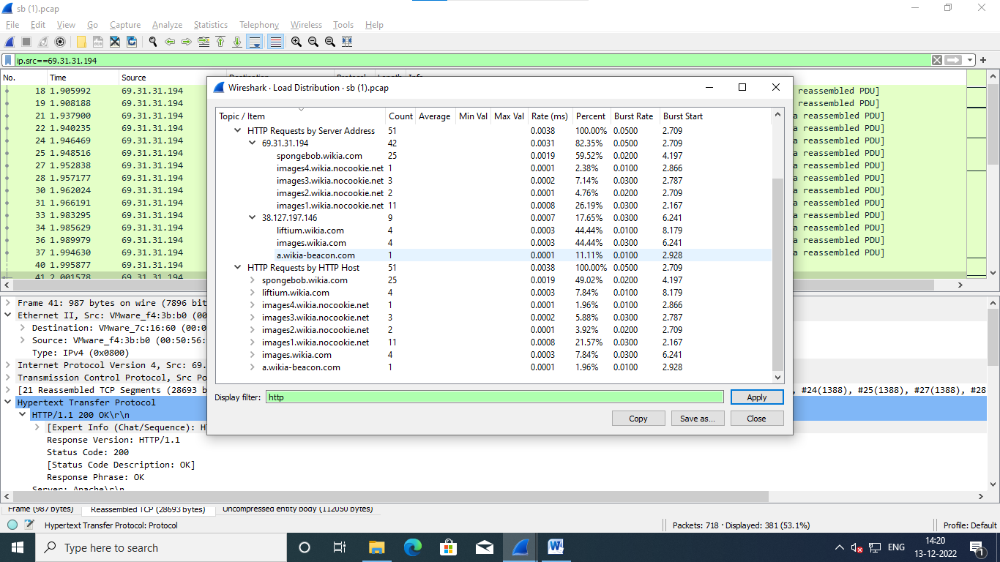 sb (1).pcap
File Edit View Go Capture Analyze Statistics Telephony Wireless Tools Help
ip.src==69.31.31.194
No. Time Source
18 1.905992 69.31.31.194 reassembled PDU]
19 1.908188 69.31.31.194 reassembled PDU]
21 1.937900 69.31.31.194 a reassembled PDU]
22 1.940235 69.31.31.194 a reassembled PDU]
24 1.946469 69.31.31.194 a reassembled PDU]
25 1.948516 69.31.31.194 a reassembled PDU]
27 1.952838 69.31.31.194 a reassembled PDU]
28 1.957177 69.31.31.194 a reassembled PDU]
30 1.962024 69.31.31.194 a reassembled PDU]
31 1.966191 69.31.31.194 a reassembled PDU]
33 1.983295 69.31.31.194 a reassembled PDU]
34 1.985629 69.31.31.194 a reassembled PDU]
36 1.989979 69.31.31.194 a reassembled PDU]
37 1.994630 69.31.31.194 a reassembled PDU]
40 1.995877 69.31.31.194
41 2.001578 69.31.31.194
Wireshark · Load Distribution · sb (1).pcap
Topic / Item Count Average Min Val Max Val Rate (ms) Percent Burst Rate Burst Start
HTTP Requests by Server Address 51 0.0038 100.00% 0.0500 2.709
69.31.31.194 42 0.0031 82.35% 0.0500 2.709
spongebob.wikia.com 25 0.0019 59.52% 0.0200 4.197
images4.wikia.nocookie.net 1 0.0001 2.38% 0.0100 2.866
images3.wikia.nocookie.net 3 0.0002 7.14% 0.0300 2.787
images2.wikia.nocookie.net 2 0.0001 4.76% 0.0200 2.709
images1.wikia.nocookie.net 11 0.0008 26.19% 0.0300 2.167
38.127.197.146 9 0.0007 17.65% 0.0300 6.241
liftium.wikia.com 4 0.0003 44.44% 0.0100 8.179
images.wikia.com 4 0.0003 44.44% 0.0300 6.241
a.wikia-beacon.com 1 0.0001 11.11% 0.0100 2.928
HTTP Requests by HTTP Host 51 0.0038 100.00% 0.0500 2.709
spongebob.wikia.com 25 0.0019 49.02% 0.0200 4.197
liftium.wikia.com 4 0.0003 7.84% 0.0100 8.179
images4.wikia.nocookie.net 1 0.0001 1.96% 0.0100 2.866
images3.wikia.nocookie.net 3 0.0002 5.88% 0.0300 2.787
images2.wikia.nocookie.net 2 0.0001 3.92% 0.0200 2.709
images1.wikia.nocookie.net 11 0.0008 21.57% 0.0300 2.167
images.wikia.com 4 0.0003 7.84% 0.0300 6.241
a.wikia-beacon.com 1 0.0001 1.96% 0.0100 2.928
Display filter: http Apply
Copy Save as... Close
Frame 41: 987 bytes on wire (7896 bit
Ethernet II, Src: VMware_f4:3b:b0 (00
Destination: VMware_7c:16:60 (00:0
Source: VMware_f4:3b:b0 (00:50:56:
Type: IPv4 (0x0800)
Internet Protocol Version 4, Src: 69.
Transmission Control Protocol, Src Po
[21 Reassembled TCP Segments (28693 b , #24(1388), #25(1388), #27(1388), #28
Hypertext Transfer Protocol
HTTP/1.1 200 OK\r\n
[Expert Info (Chat/Sequence): H
Response Version: HTTP/1.1
Status Code: 200
[Status Code Description: OK]
Response Phrase: OK
Server: Apache\r\n
Frame (987 bytes) Reassembled TCP (28693 bytes) Uncompressed entity body (112050 bytes)
Hypertext Transfer Protocol: Protocol Packets: 718 · Displayed: 381 (53.1%) Profile: Default
Type here to search ENG 14:20
13-12-2022 1